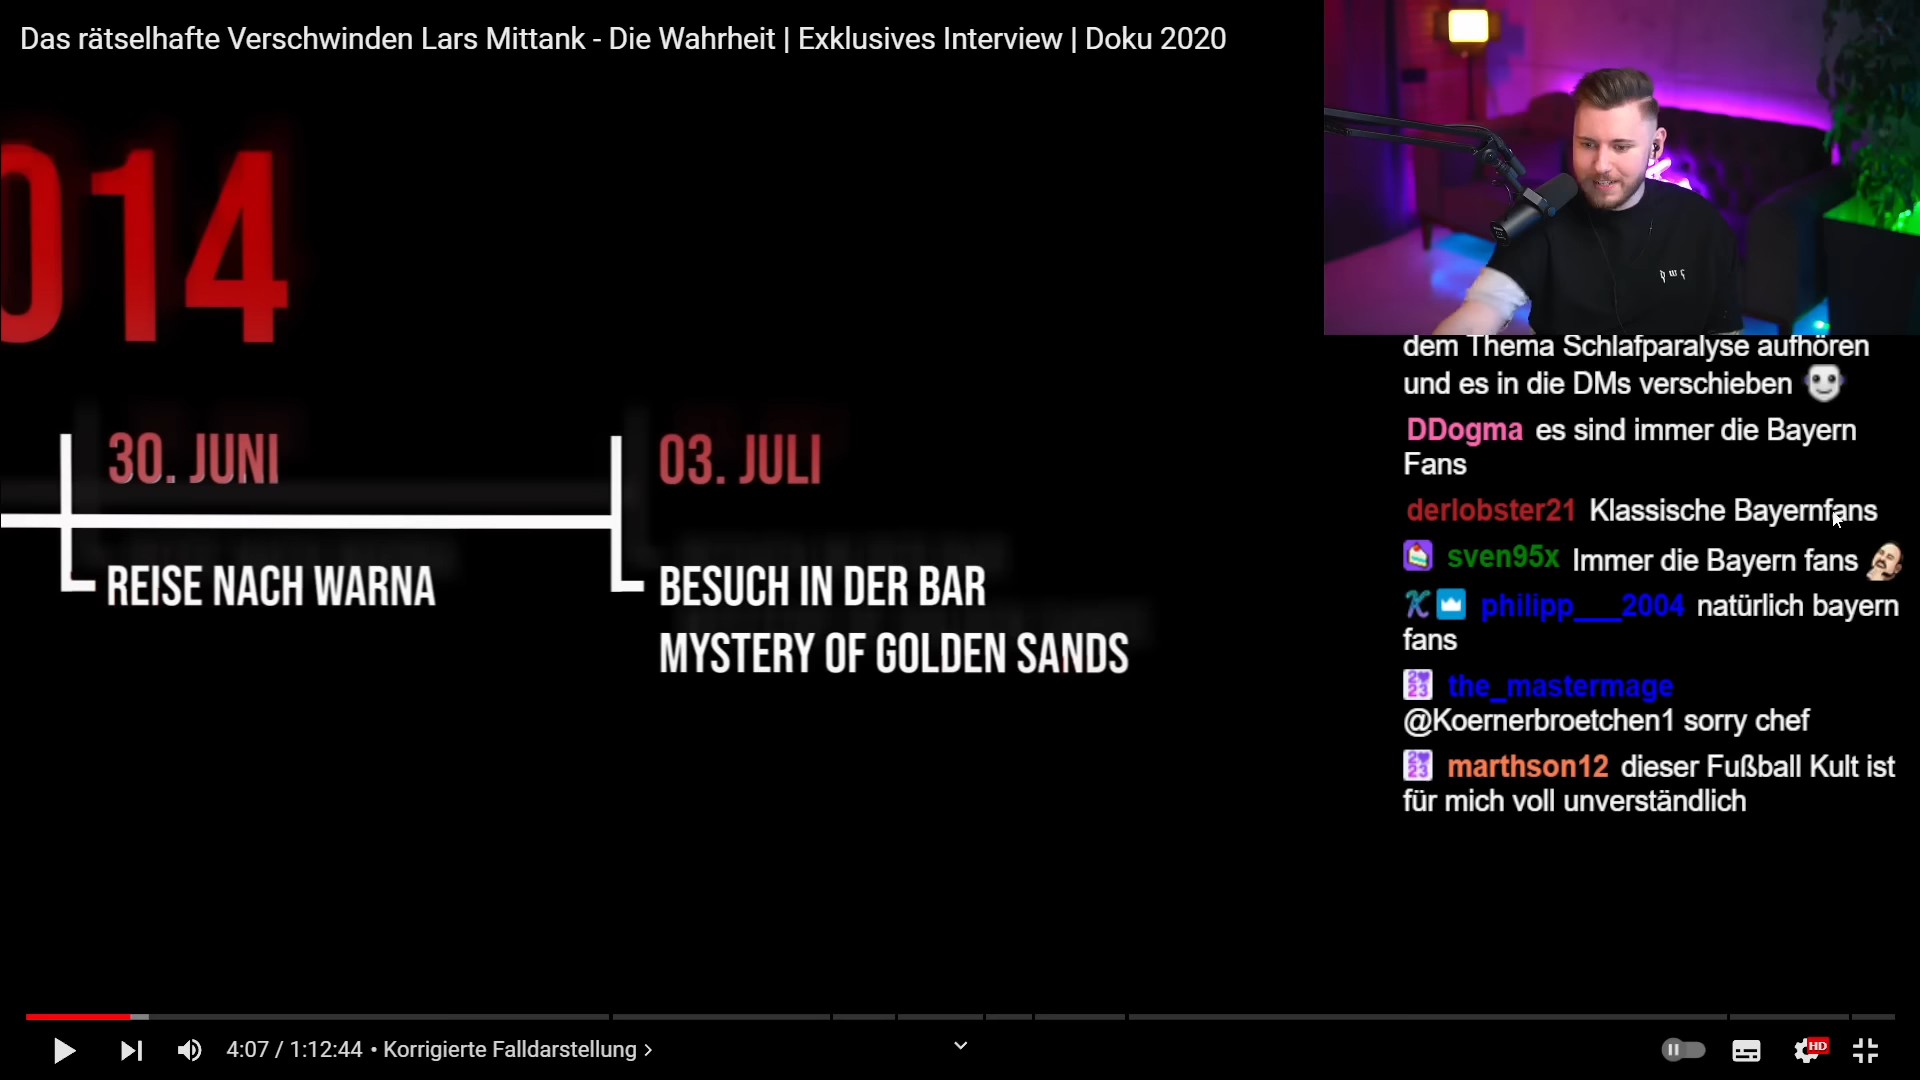 Das rätselhafte Verschwinden Lars Mittank - Die Wahrheit | Exklusives Interview | Doku 2020
014
30. JUNI
REISE NACH WARNA
03. JULI
BESUCH IN DER BAR
MYSTERY OF GOLDEN SANDS
dem Thema Schlafparalyse aufhören
und es in die DMs verschieben
DDogma es sind immer die Bayern
Fans
derlobster21 Klassische Bayernfans
sven95x Immer die Bayern fans
philipp___2004 natürlich bayern
fans
the_mastermage
@Koernerbroetchen1 sorry chef
marthson12 dieser Fußball Kult ist
für mich voll unverständlich
4:07 / 1:12:44 • Korrigierte Falldarstellung
HD